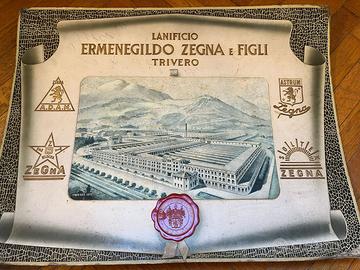 LANIFICIO
ERMENEGILDO ZEGNA E FIGLI
TRIVERO
A.D.A.M.
ASTRUM
Zegna
ZEGNA
ZEGNA